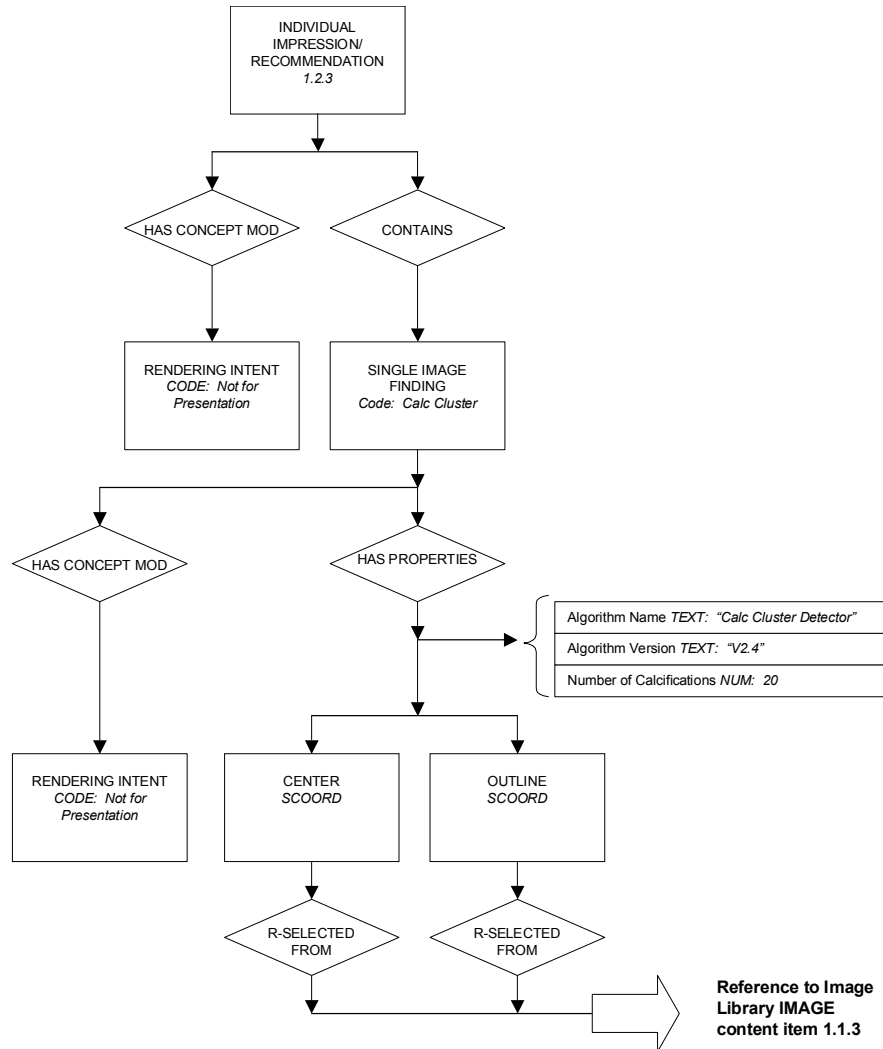 INDIVIDUAL
IMPRESSION/
RECOMMENDATION
1.2.3
HAS CONCEPT MOD
CONTAINS
RENDERING INTENT
CODE: Not for
Presentation
SINGLE IMAGE
FINDING
Code: Calc Cluster
HAS CONCEPT MOD
HAS PROPERTIES
Algorithm Name TEXT: “Calc Cluster Detector”
Algorithm Version TEXT: “V2.4”
Number of Calcifications NUM: 20
RENDERING INTENT
CODE: Not for
Presentation
CENTER
SCOORD
OUTLINE
SCOORD
R-SELECTED
FROM
R-SELECTED
FROM
Reference to Image
Library IMAGE
content item 1.1.3